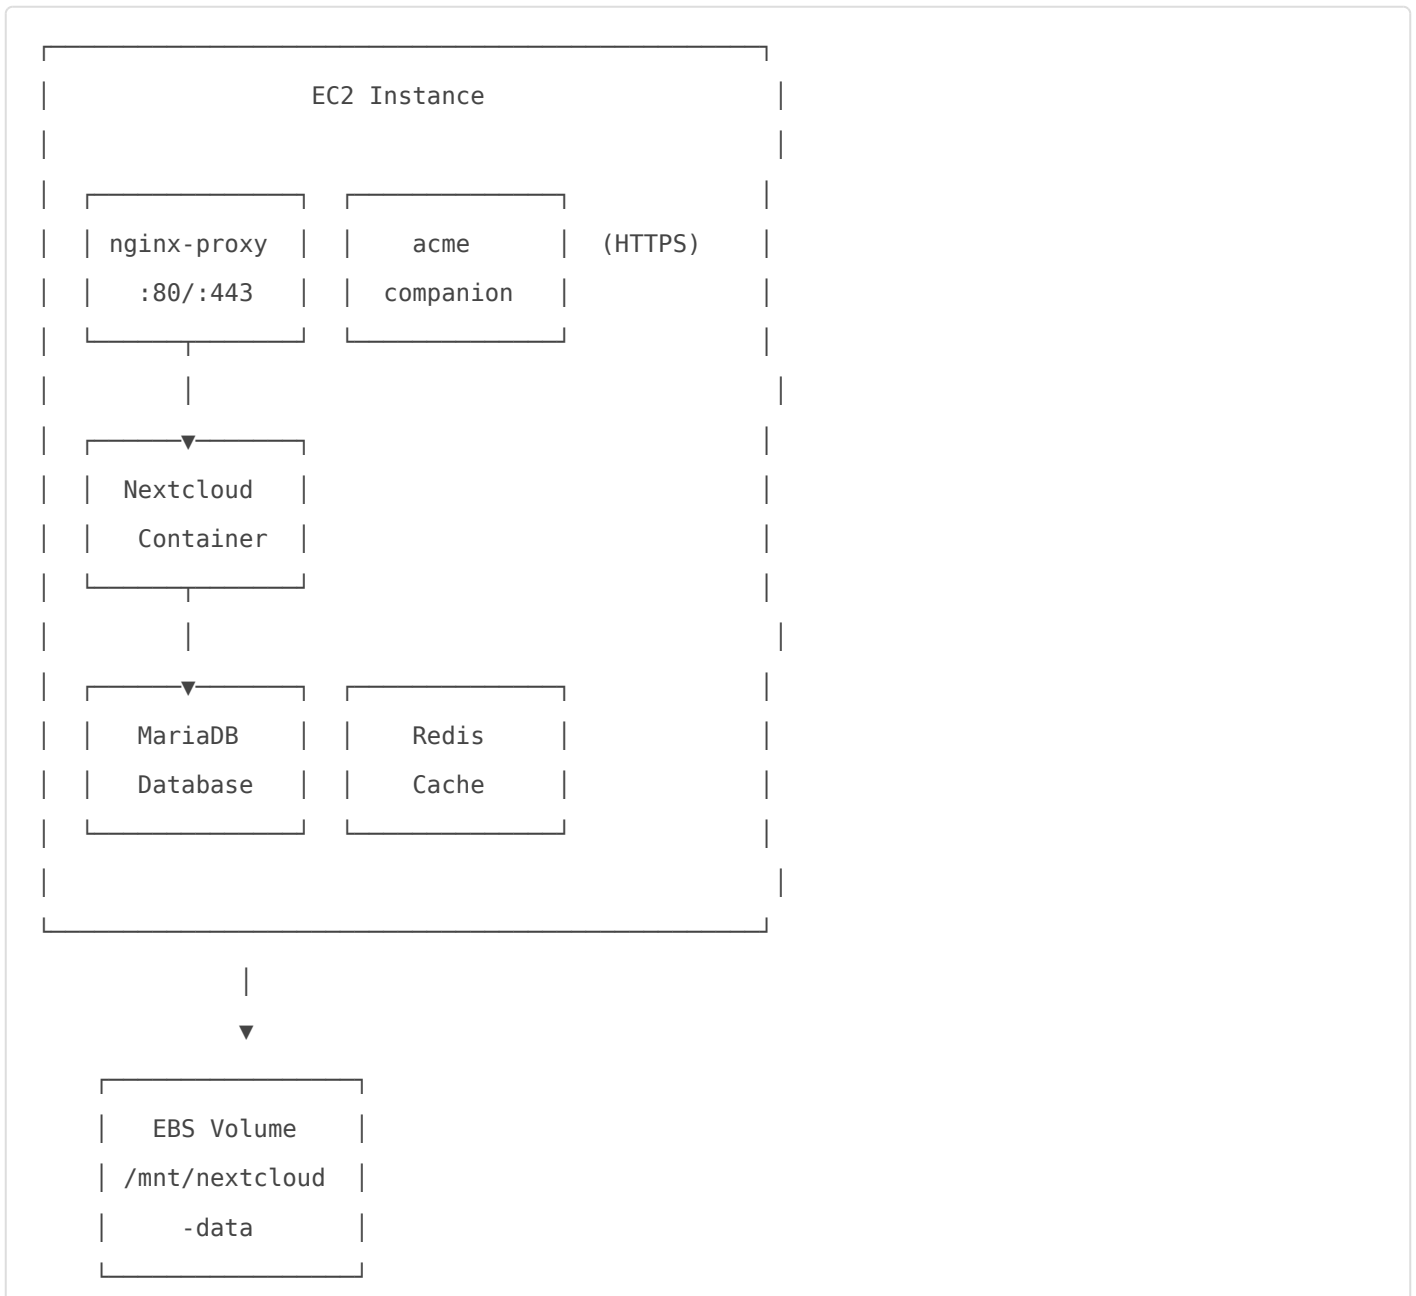 EC2 Instance
nginx-proxy acme (HTTPS)
:80/:443 companion
Nextcloud
Container
MariaDB Redis
Database Cache
EBS Volume
/mnt/nextcloud
-data